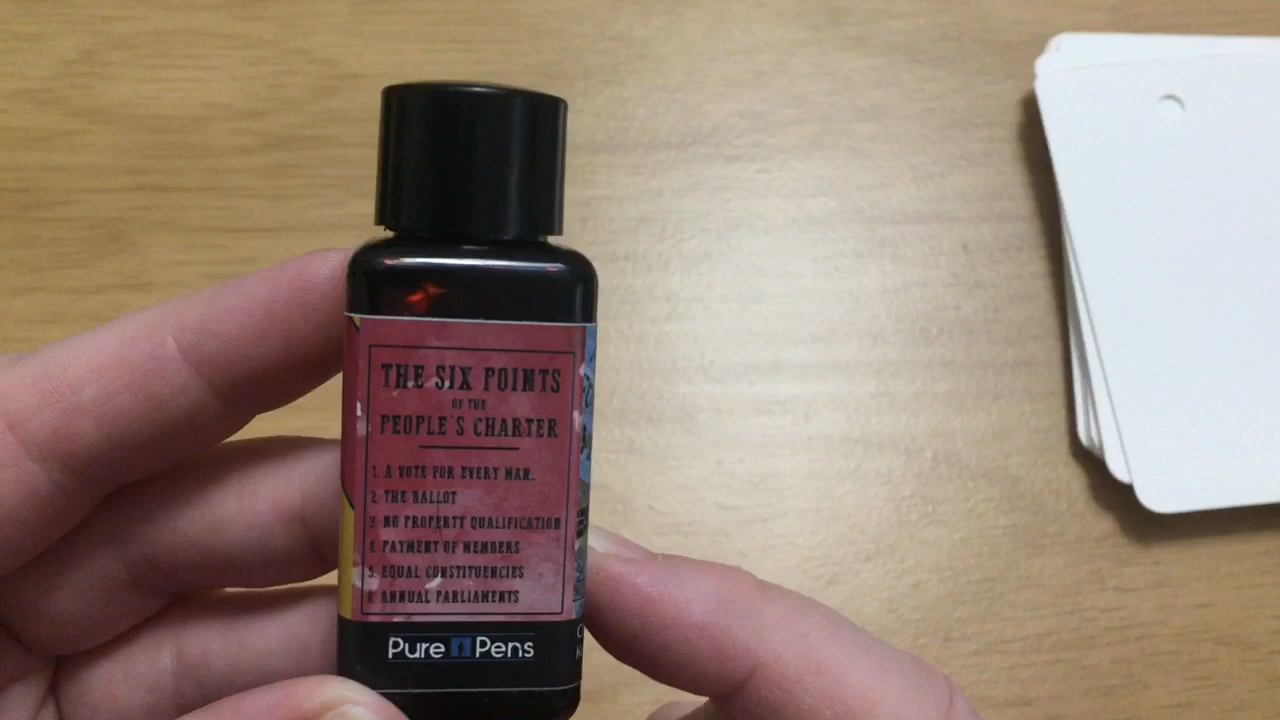 THE SIX POINTS
OF THE
PEOPLE'S CHARTER
1. A VOTE FOR EVERY MAN.
2. THE BALLOT
3. NO PROPERTY QUALIFICATION
4. PAYMENT OF MEMBERS
5. EQUAL CONSTITUENCIES
6. ANNUAL PARLIAMENTS
Pure Pens